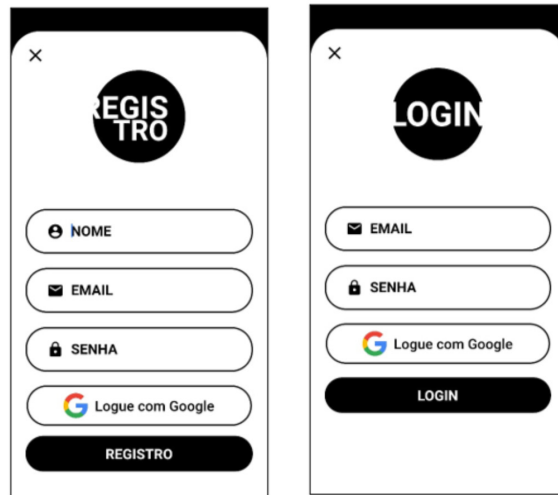 REGIS
TRO
NOME
EMAIL
SENHA
Logue com Google
REGISTRO
LOGIN
EMAIL
SENHA
Logue com Google
LOGIN